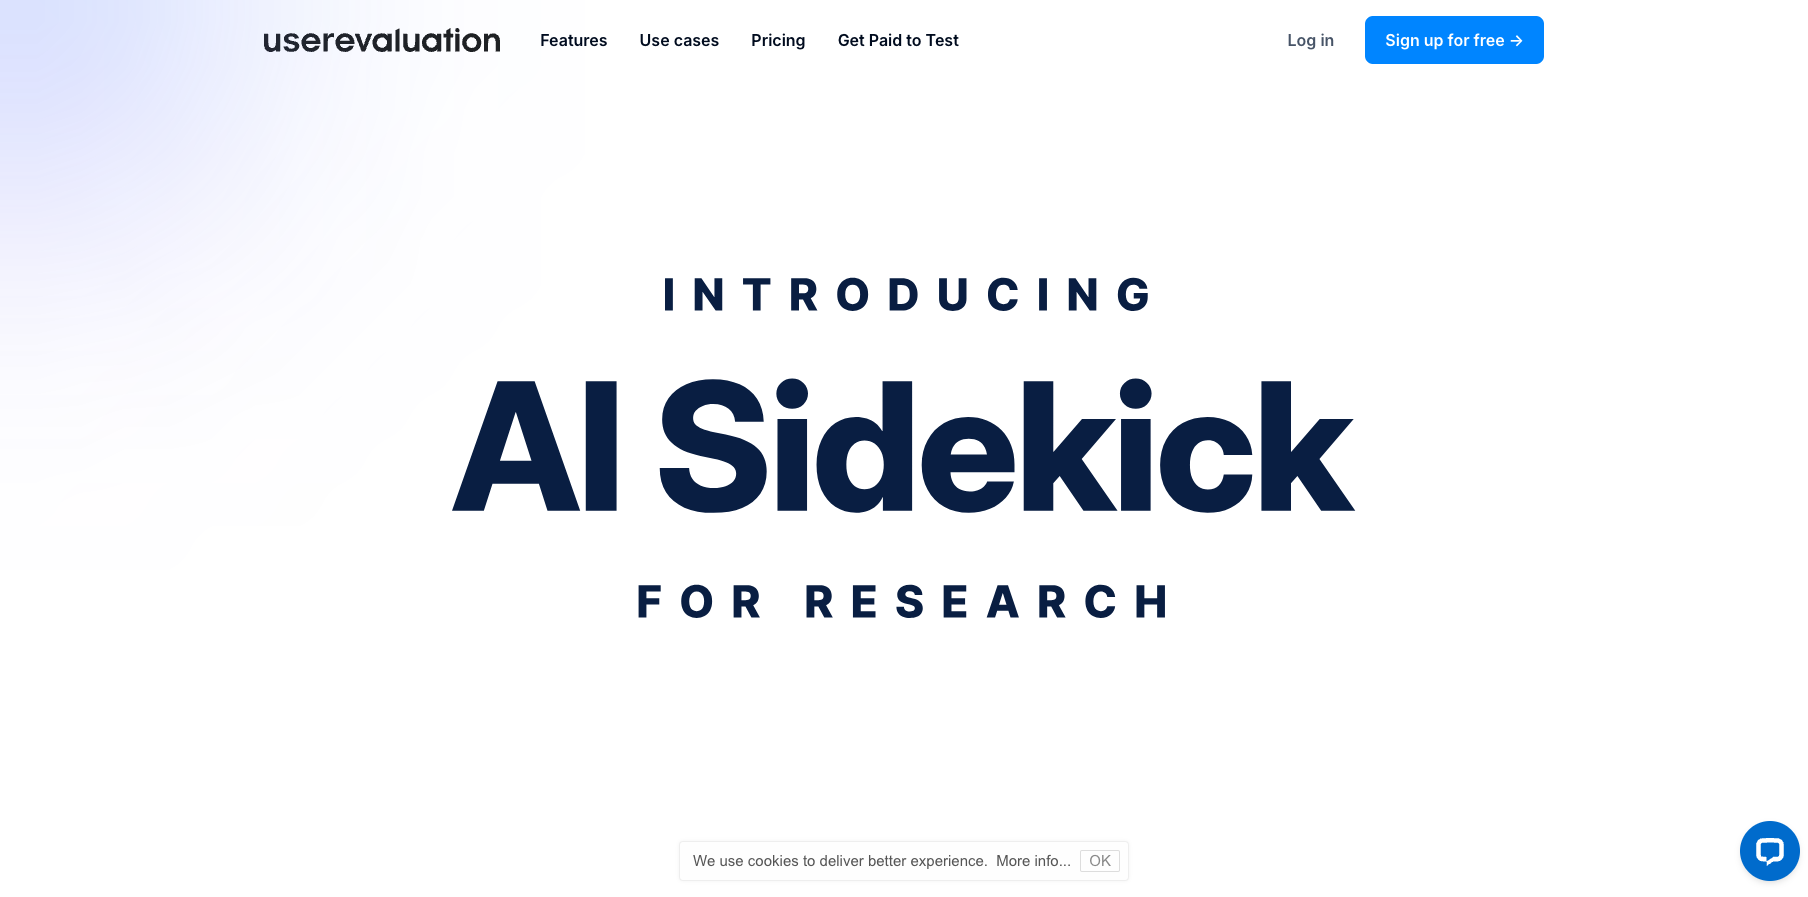 userevaluation Features Use cases Pricing Get Paid to Test Log in Sign up for free →
INTRODUCING
AI Sidekick
FOR RESEARCH
We use cookies to deliver better experience. More info... OK